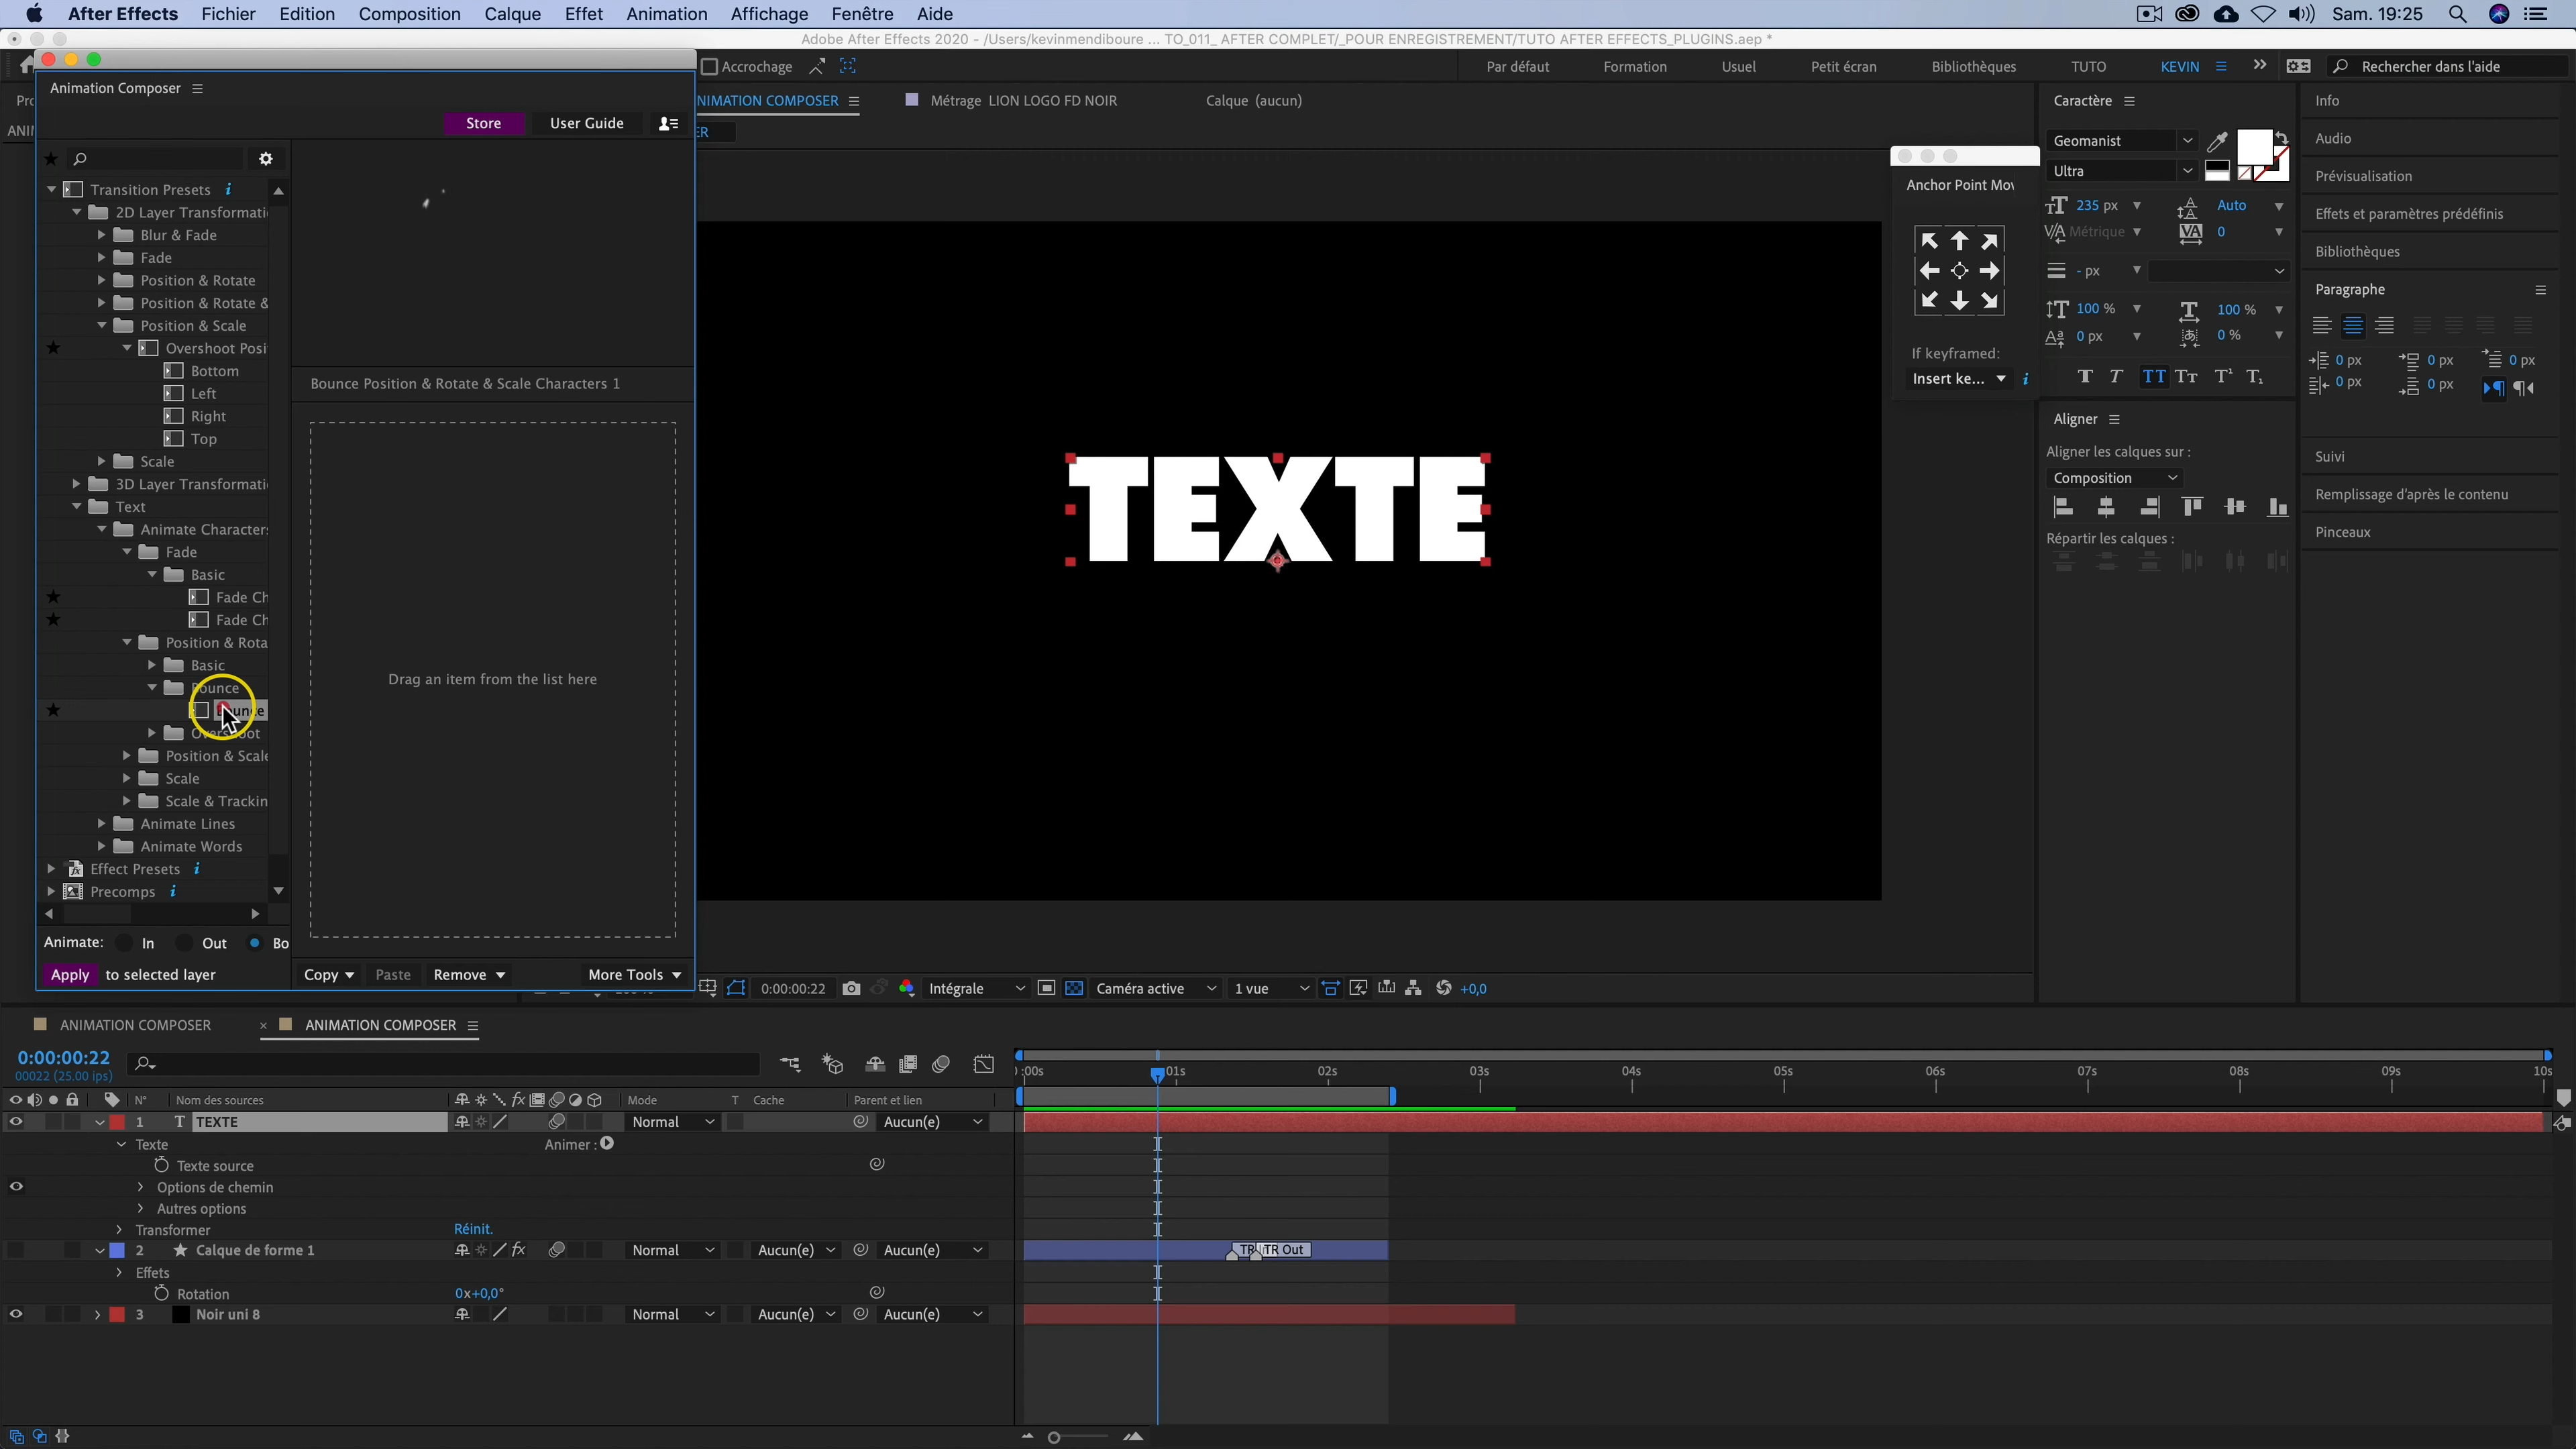 After Effects Fichier Edition Composition Calque Effet Animation Affichage Fenêtre Aide Sam. 19:25
Adobe After Effects 2020 - /Users/kevinmendiboure ... TO_011_ AFTER COMPLET/_POUR ENREGISTREMENT/TUTO AFTER EFFECTS_PLUGINS.aep *
Accrochage Par défaut Formation Usuel Petit écran Bibliothèques TUTO KEVIN Rechercher dans l'aide
Animation Composer
NIMATION COMPOSER Métrage LION LOGO FD NOIR Calque (aucun)
Store User Guide
Transition Presets i
2D Layer Transformati
Blur & Fade
Fade
Position & Rotate
Position & Rotate &
Position & Scale
Overshoot Posi
Bottom
Left
Right
Top
Scale
3D Layer Transformati
Text
Animate Characters
Fade
Basic
Fade Ch
Fade Ch
Position & Rota
Basic
Bounce
Overshoot
Position & Scale
Scale
Scale & Trackin
Animate Lines
Animate Words
Effect Presets i
Precomps i
Animate: In Out Bo
Apply to selected layer
Bounce Position & Rotate & Scale Characters 1
Drag an item from the list here
Copy Paste Remove More Tools
TEXTE
Anchor Point Mov
If keyframed:
Insert ke... i
0:00:00:22 Intégrale Caméra active 1 vue +0,0
Caractère
Geomanist
Ultra
235 px Auto
Métrique 0
- px
100 % 100 %
0 px 0 %
Aligner
Aligner les calques sur :
Composition
Répartir les calques :
Info
Audio
Prévisualisation
Effets et paramètres prédéfinis
Bibliothèques
Paragraphe
0 px 0 px 0 px
0 px 0 px
Suivi
Remplissage d'après le contenu
Pinceaux
ANIMATION COMPOSER × ANIMATION COMPOSER
0:00:00:22
00022 (25.00 ips)
:00s 01s 02s 03s 04s 05s 06s 07s 08s 09s 10s
N° Nom des sources fx Mode T Cache Parent et lien
1 T TEXTE Normal Aucun(e)
Texte Animer :
Texte source
Options de chemin
Autres options
Transformer Réinit.
2 Calque de forme 1 fx Normal Aucun(e) Aucun(e) TR TR Out
Effets
Rotation 0x+0,0°
3 Noir uni 8 Normal Aucun(e) Aucun(e)